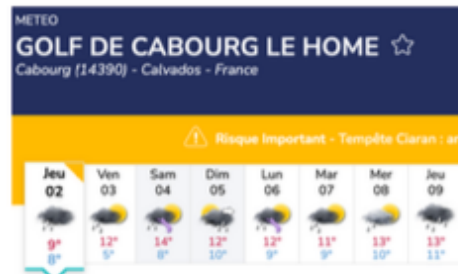 METEO
GOLF DE CABOURG LE HOME
Cabourg (14390) - Calvados - France
Risque Important - Tempête Ciaran : ar
Jeu Ven Sam Dim Lun Mar Mer Jeu
02 03 04 05 06 07 08 09
9° 12° 14° 12° 12° 11° 13° 13°
8° 5° 8° 10° 9° 9° 10° 11°